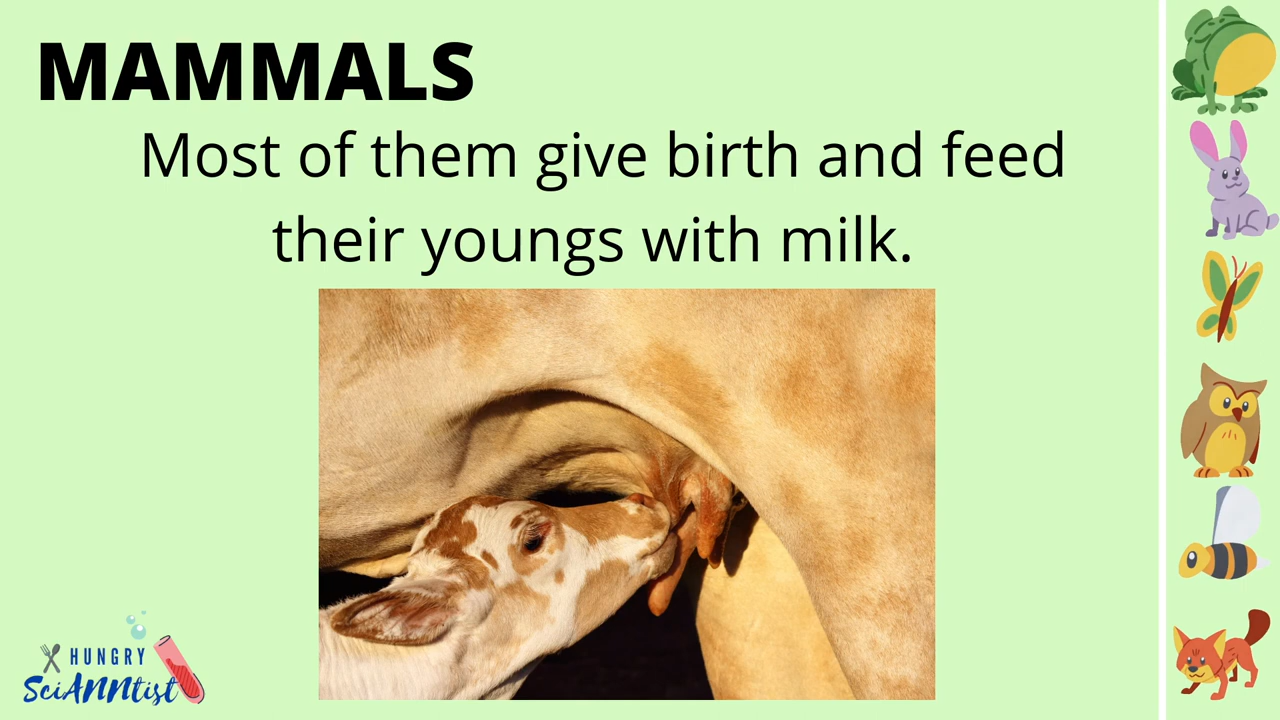 MAMMALS
Most of them give birth and feed
their youngs with milk.
HUNGRY
SciANNtist